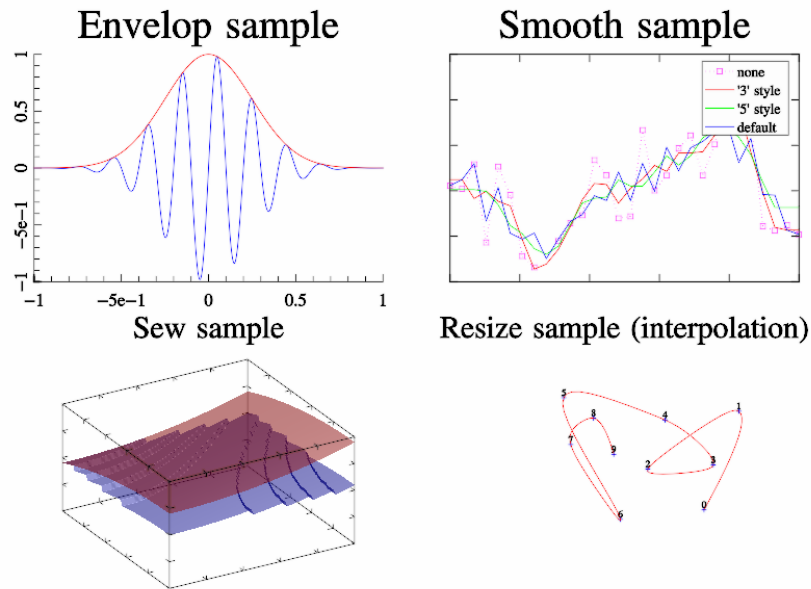 Envelop sample
Smooth sample
1
0.5
0
−5e−1
−1
−1
−5e−1
0
0.5
1
none
'3' style
'5' style
default
Sew sample
Resize sample (interpolation)
5
8
4
1
7
9
2
3
6
0